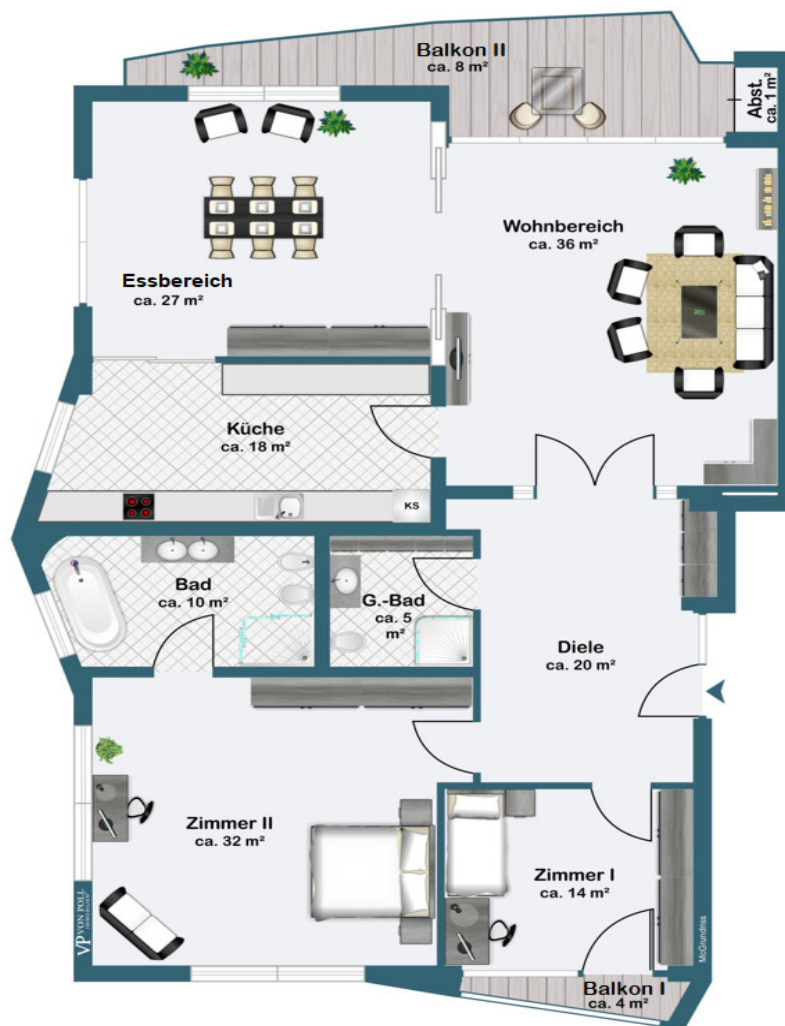 Balkon II
ca. 8 m²
Abst.
ca. 1 m²
Wohnbereich
ca. 36 m²
Essbereich
ca. 27 m²
Küche
ca. 18 m²
KS
Bad
ca. 10 m²
G.-Bad
ca. 5
m²
Diele
ca. 20 m²
Zimmer II
ca. 32 m²
Zimmer I
ca. 14 m²
VP VON POLL
IMMOBILIEN
McGrundriss
Balkon I
ca. 4 m²